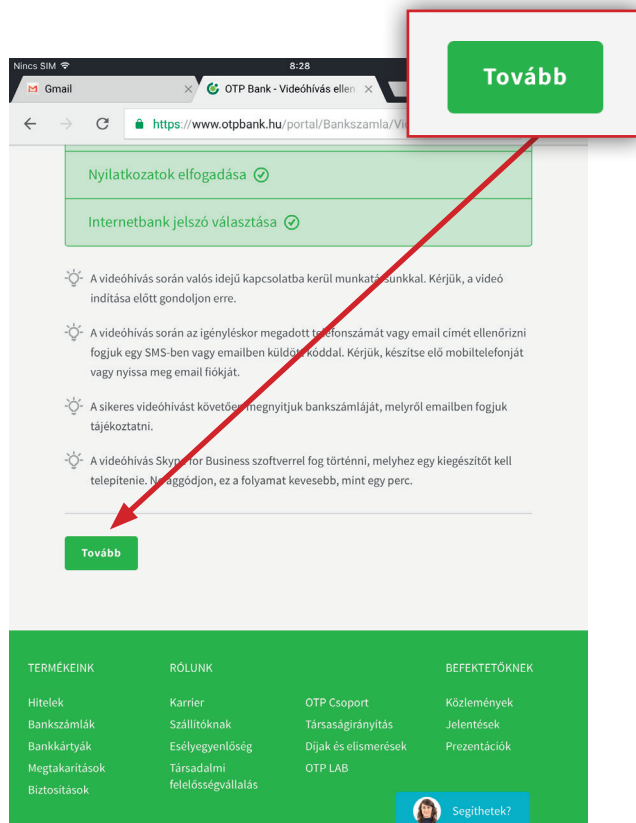 Tovább
Nincs SIM
8:28
Gmail
OTP Bank - Videóhívás ellen
https://www.otpbank.hu/portal/Bankszamla/
Nyilatkozatok elfogadása
Internetbank jelszó választása
A videóhívás során valós idejű kapcsolatba kerül munkatársunkkal. Kérjük, a videó
indítása előtt gondoljon erre.
A videóhívás során az igényléskor megadott telefonszámát vagy email címét ellenőrizni
fogjuk egy SMS-ben vagy emailben küldött kóddal. Kérjük, készítse elő mobiltelefonját
vagy nyissa meg email fiókját.
A sikeres videóhívást követően megnyitjuk bankszámláját, melyről emailben fogjuk
tájékoztatni.
A videóhívás Skype for Business szoftverrel fog történni, melyhez egy kiegészítőt kell
telepítenie. Ne aggódjon, ez a folyamat kevesebb, mint egy perc.
Tovább
TERMÉKEINK
Hitelek
Bankszámlák
Bankkártyák
Megtakarítások
Biztosítások
RÓLUNK
Karrier
Szállítóknak
Esélyegyenlőség
Társadalmi
felelősségvállalás
OTP Csoport
Társaságirányítás
Díjak és elismerések
OTP LAB
BEFEKTETŐKNEK
Közlemények
Jelentések
Prezentációk
Segíthetek?